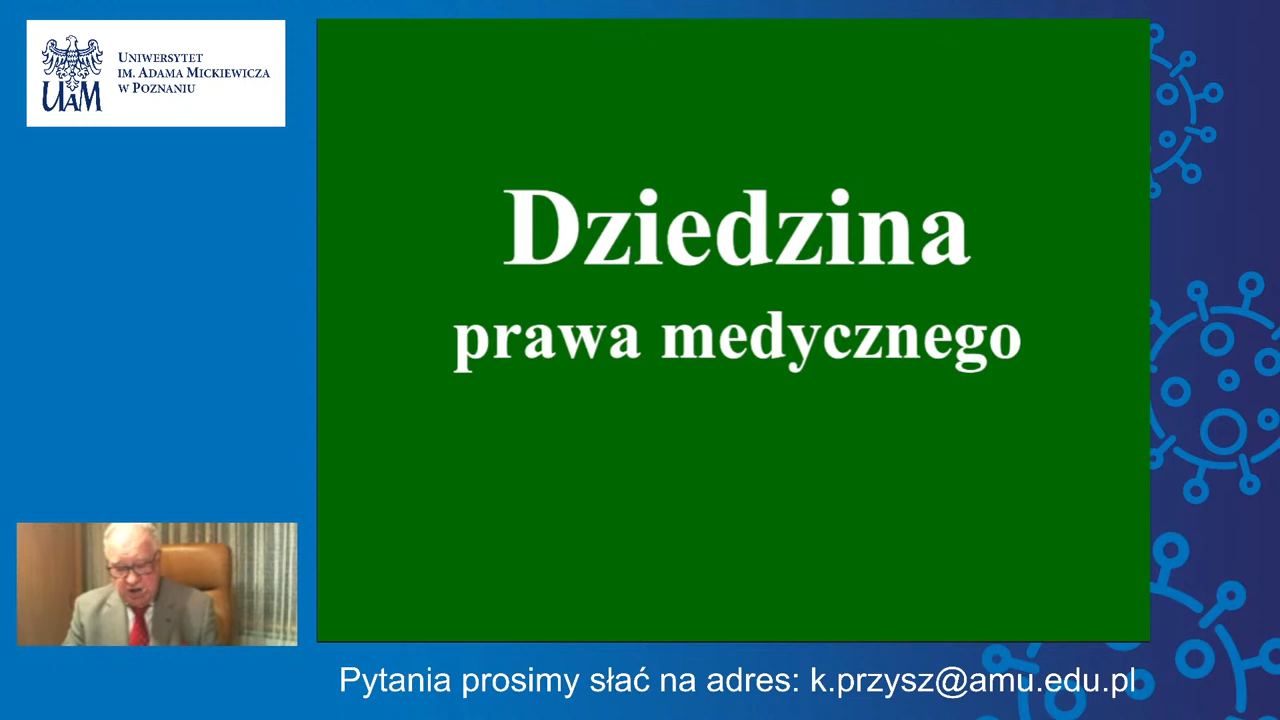 UAM
UNIWERSYTET
IM. ADAMA MICKIEWICZA
W POZNANIU
Dziedzina
prawa medycznego
Pytania prosimy słać na adres: k.przysz@amu.edu.pl